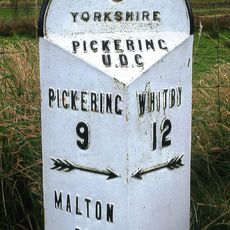 YORKSHIRE
PICKERING
U.D.C
PICKERING WHITBY
9 12
MALTON